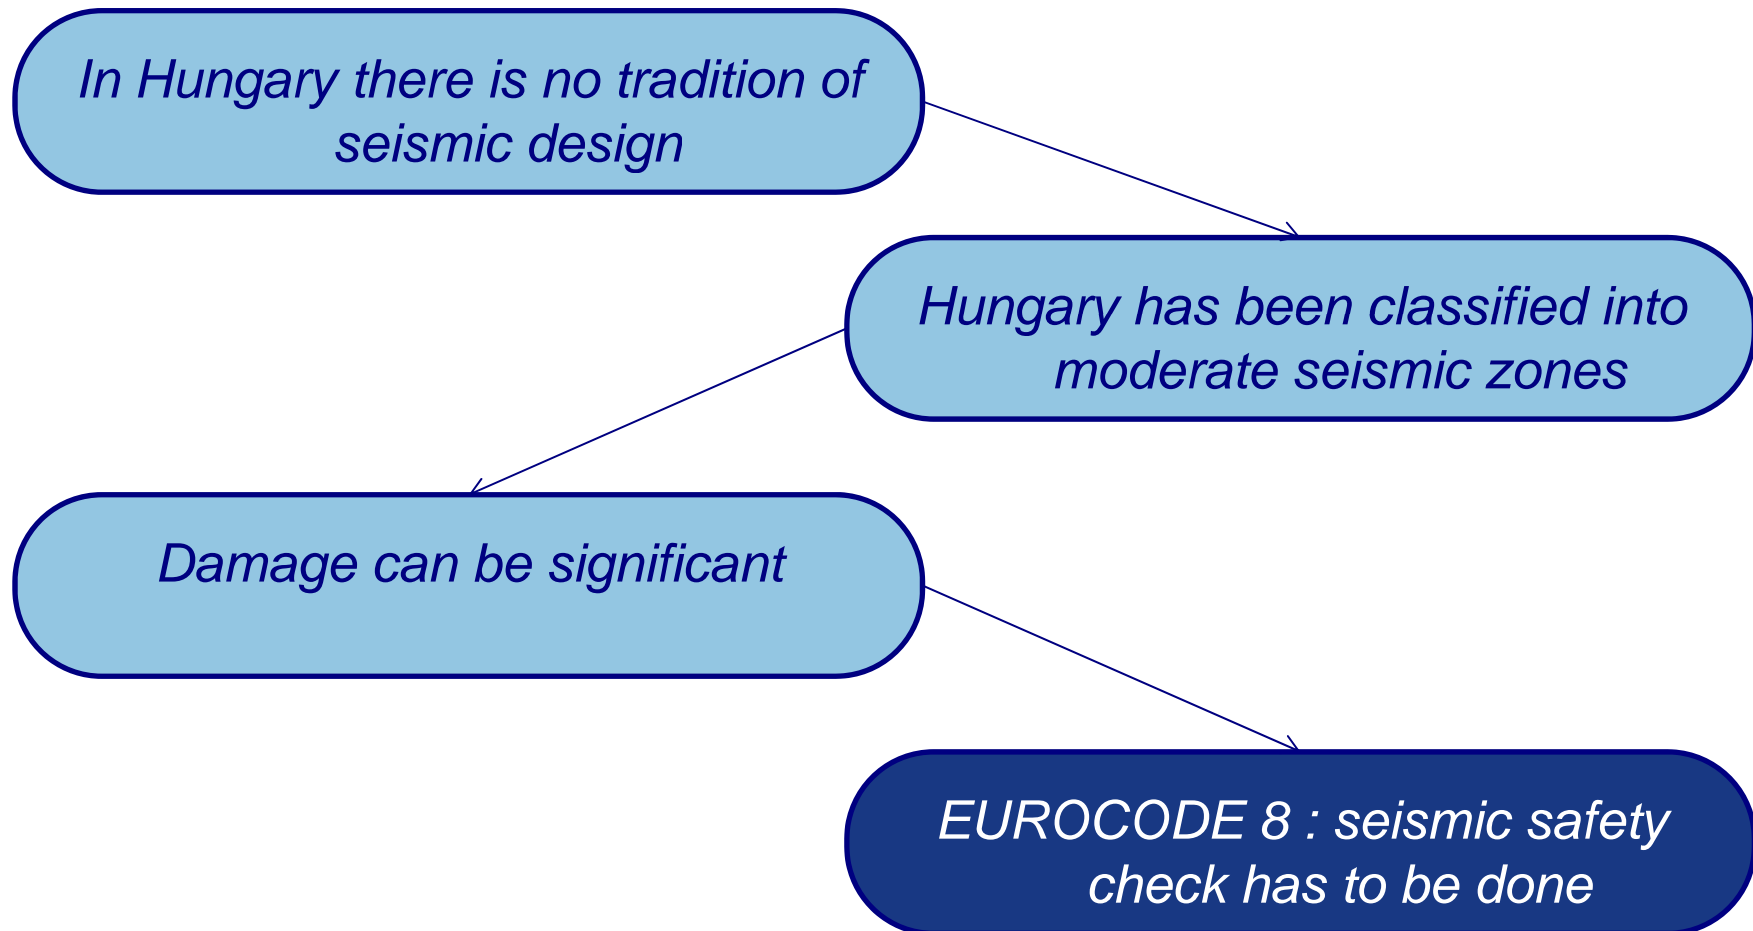 In Hungary there is no tradition of
seismic design
Hungary has been classified into
moderate seismic zones
Damage can be significant
EUROCODE 8 : seismic safety
check has to be done